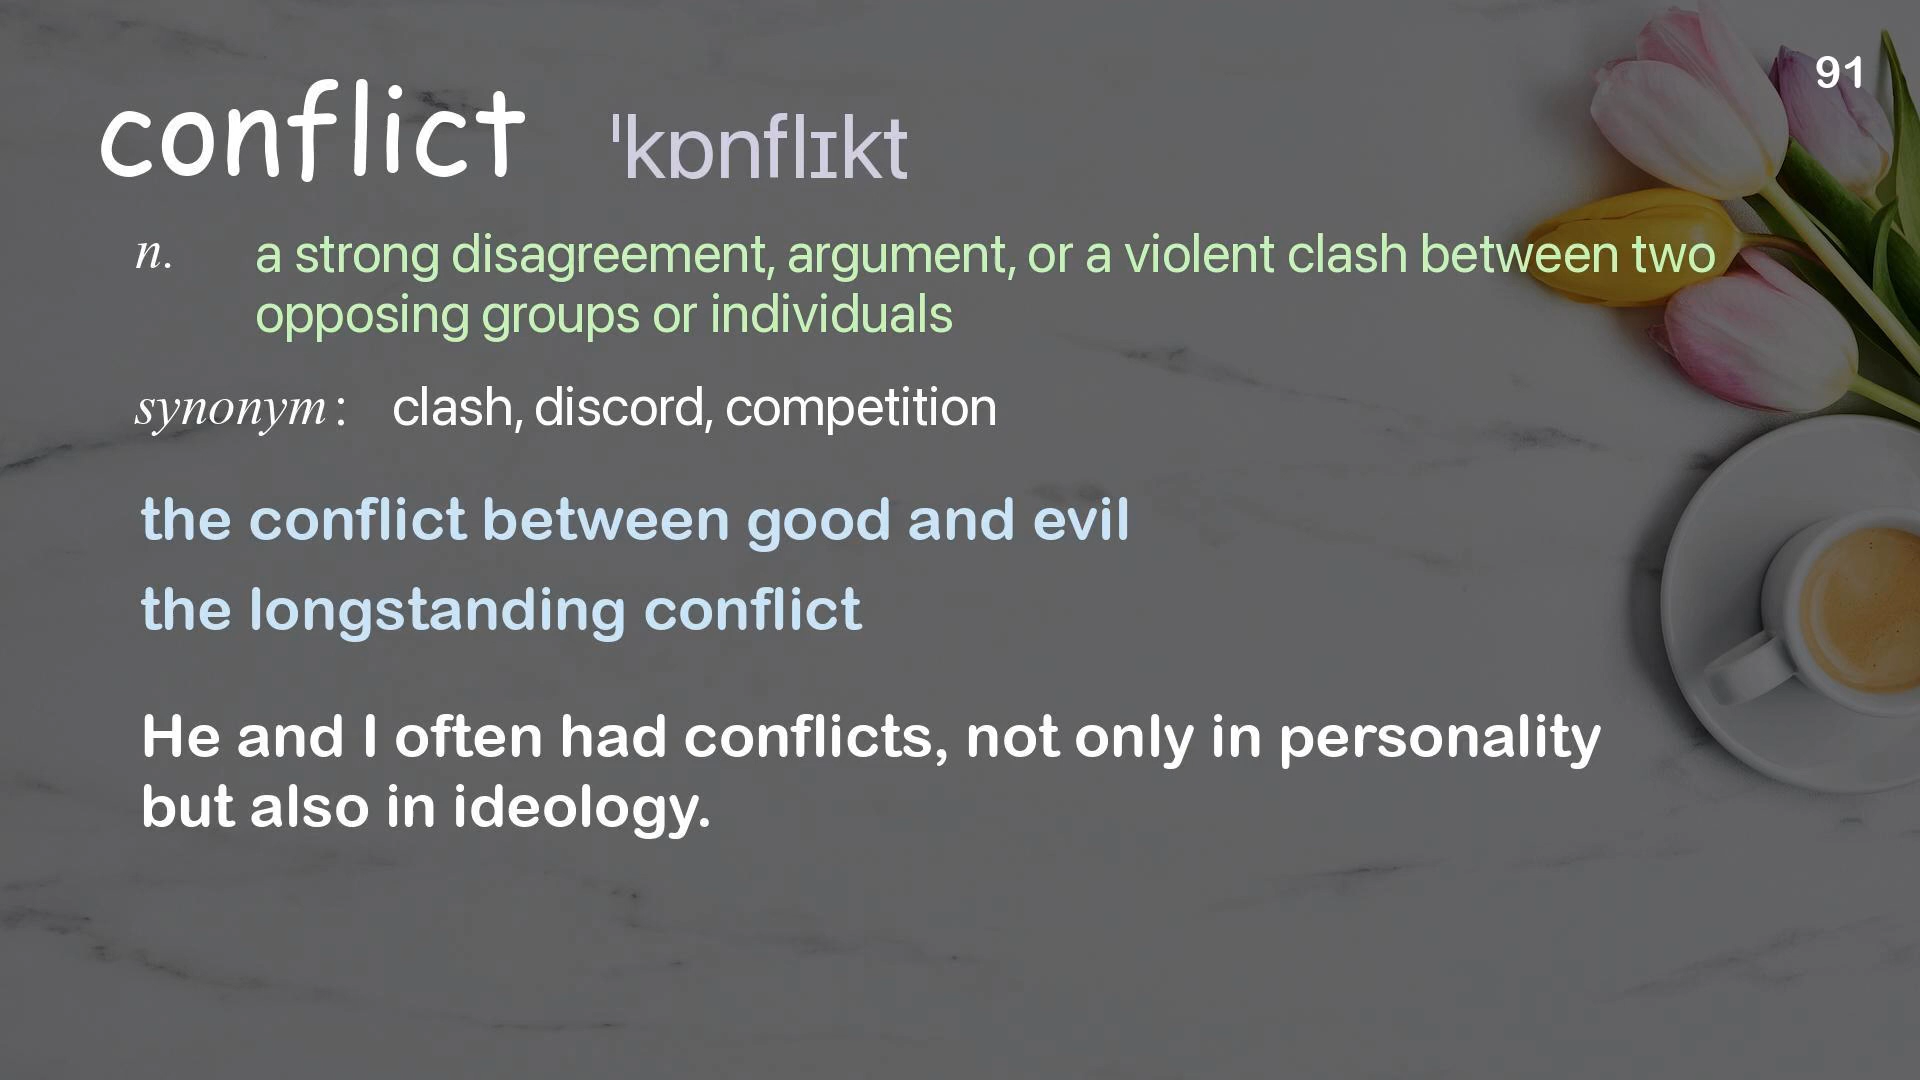 91
conflict ˈkɒnflɪkt
n. a strong disagreement, argument, or a violent clash between two
opposing groups or individuals
synonym: clash, discord, competition
the conflict between good and evil
the longstanding conflict
He and I often had conflicts, not only in personality
but also in ideology.